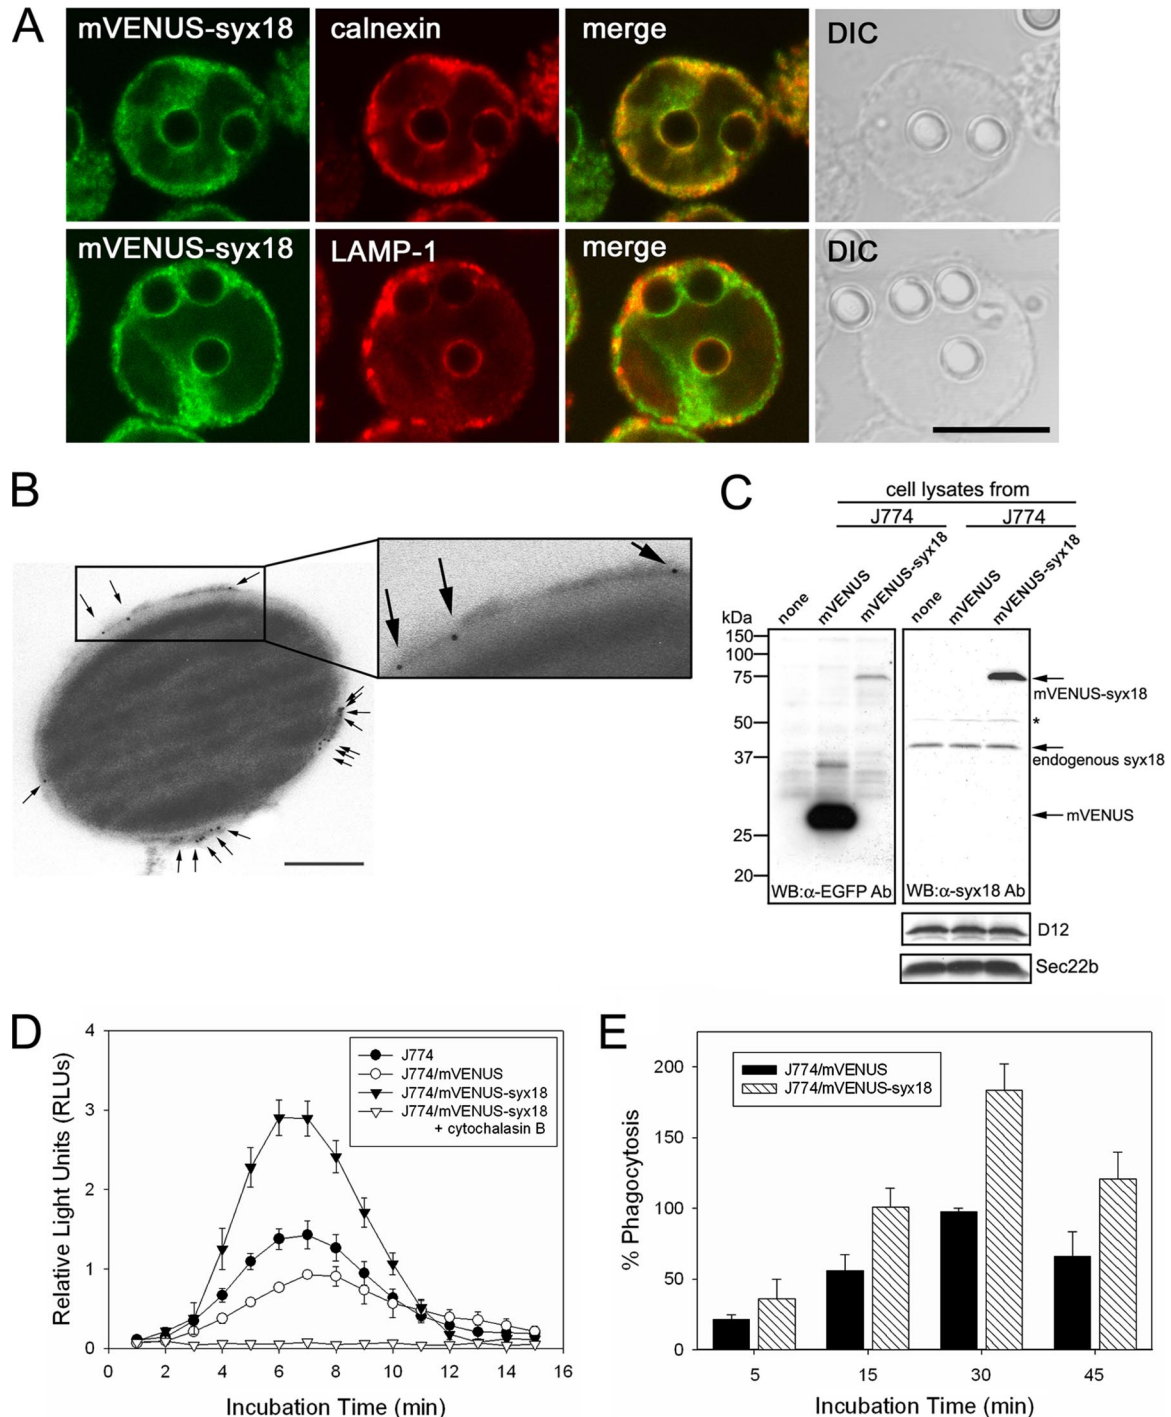 A
mVENUS-syx18
calnexin
merge
DIC
mVENUS-syx18
LAMP-1
merge
DIC
B
C
cell lysates from
J774
J774
none
mVENUS
mVENUS-syx18
none
mVENUS
mVENUS-syx18
kDa
150
100
75
50
37
25
20
mVENUS-syx18
*
endogenous syx18
mVENUS
WB:α-EGFP Ab
WB:α-syx18 Ab
D12
Sec22b
D
Relative Light Units (RLUs)
4
3
2
1
0
J774
J774/mVENUS
J774/mVENUS-syx18
J774/mVENUS-syx18
+ cytochalasin B
0 2 4 6 8 10 12 14 16
Incubation Time (min)
E
% Phagocytosis
200
150
100
50
0
J774/mVENUS
J774/mVENUS-syx18
5 15 30 45
Incubation Time (min)